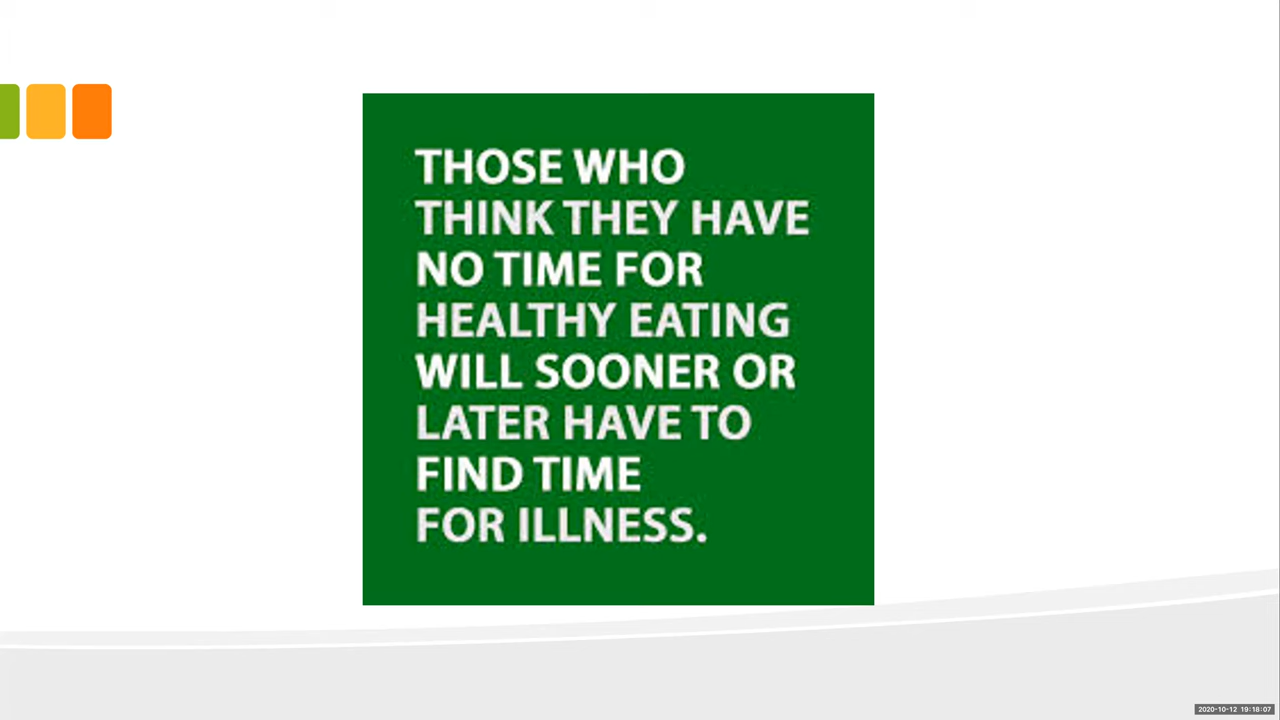 THOSE WHO
THINK THEY HAVE
NO TIME FOR
HEALTHY EATING
WILL SOONER OR
LATER HAVE TO
FIND TIME
FOR ILLNESS.
2020-10-12 19:18:07